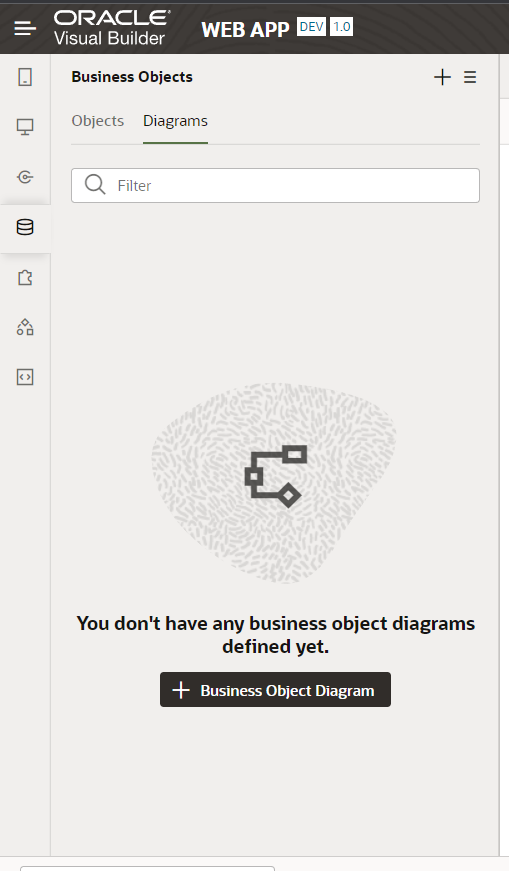 ORACLE
Visual Builder
WEB APP DEV 1.0
Business Objects
Objects Diagrams
Filter
You don't have any business object diagrams
defined yet.
Business Object Diagram